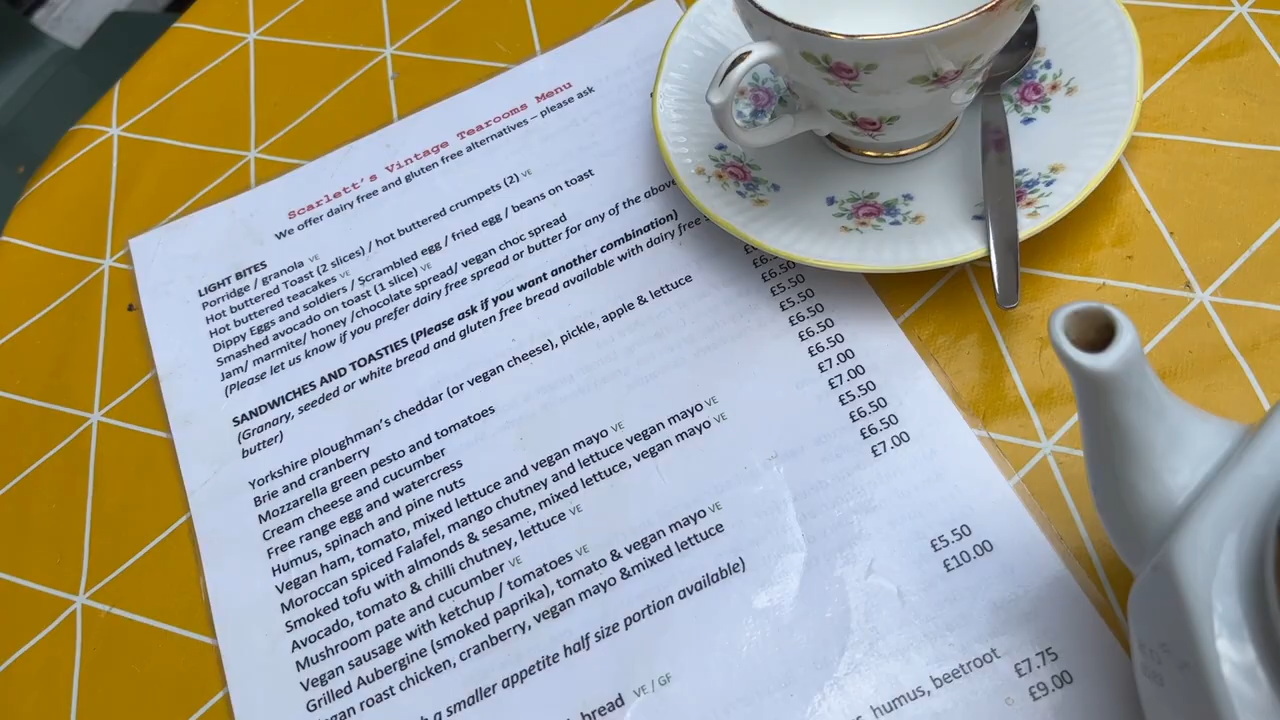 Scarlett's Vintage Tearooms Menu
We offer dairy free and gluten free alternatives – please ask
LIGHT BITES
Porridge / granola VE
Hot buttered Toast (2 slices) / hot buttered crumpets (2) VE
Hot buttered teacakes VE
Dippy Eggs and soldiers / Scrambled egg / fried egg / beans on toast
Smashed avocado on toast (1 slice) VE
Jam/ marmite/ honey /chocolate spread/ vegan choc spread
(Please let us know if you prefer dairy free spread or butter for any of the above
SANDWICHES AND TOASTIES (Please ask if you want another combination)
(Granary, seeded or white bread and gluten free bread available with dairy free
butter)
Yorkshire ploughman's cheddar (or vegan cheese), pickle, apple & lettuce
Brie and cranberry
Mozzarella green pesto and tomatoes
Cream cheese and cucumber
Free range egg and watercress
Humus, spinach and pine nuts
Vegan ham, tomato, mixed lettuce and vegan mayo VE
Moroccan spiced Falafel, mango chutney and lettuce vegan mayo VE
Smoked tofu with almonds & sesame, mixed lettuce, vegan mayo VE
Avocado, tomato & chilli chutney, lettuce VE
Mushroom pate and cucumber VE
Vegan sausage with ketchup / tomatoes VE
Grilled Aubergine (smoked paprika), tomato & vegan mayo VE
roast chicken, cranberry, vegan mayo &mixed lettuce
£6.50
£5.50
£5.50
£6.50
£6.50
£7.00
£7.00
£5.50
£6.50
£6.50
£7.00
a smaller appetite half size portion available)
£5.50
£10.00
bread VE / GF
humus, beetroot
£7.75
£9.00